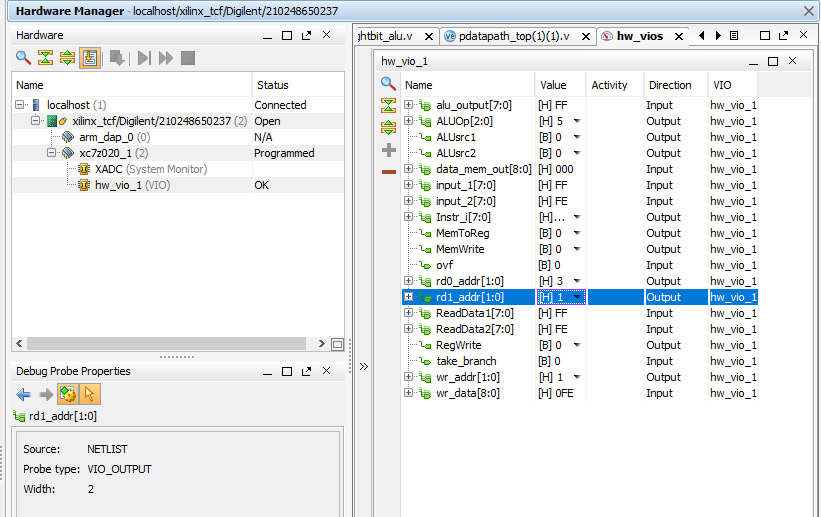 Hardware Manager - localhost/xilinx_tcf/Digilent/210248650237
Hardware
Name Status
localhost (1) Connected
xilinx_tcf/Digilent/210248650237 (2) Open
arm_dap_0 (0) N/A
xc7z020_1 (2) Programmed
XADC (System Monitor)
hw_vio_1 (VIO) OK
Debug Probe Properties
rd1_addr[1:0]
Source: NETLIST
Probe type: VIO_OUTPUT
Width: 2
jhtbit_alu.v pdatapath_top(1)(1).v hw_vios
hw_vio_1
Name Value Activity Direction VIO
alu_output[7:0] [H] FF Input hw_vio_1
ALUOp[2:0] [H] 5 Output hw_vio_1
ALUsrc1 [B] 0 Output hw_vio_1
ALUsrc2 [B] 0 Output hw_vio_1
data_mem_out[8:0] [H] 000 Input hw_vio_1
input_1[7:0] [H] FF Input hw_vio_1
input_2[7:0] [H] FE Input hw_vio_1
Instr_i[7:0] [H]... Output hw_vio_1
MemToReg [B] 0 Output hw_vio_1
MemWrite [B] 0 Output hw_vio_1
ovf [B] 0 Input hw_vio_1
rd0_addr[1:0] [H] 3 Output hw_vio_1
rd1_addr[1:0] [H] 1 Output hw_vio_1
ReadData1[7:0] [H] FF Input hw_vio_1
ReadData2[7:0] [H] FE Input hw_vio_1
RegWrite [B] 0 Output hw_vio_1
take_branch [B] 0 Input hw_vio_1
wr_addr[1:0] [H] 1 Output hw_vio_1
wr_data[8:0] [H] 0FE Input hw_vio_1